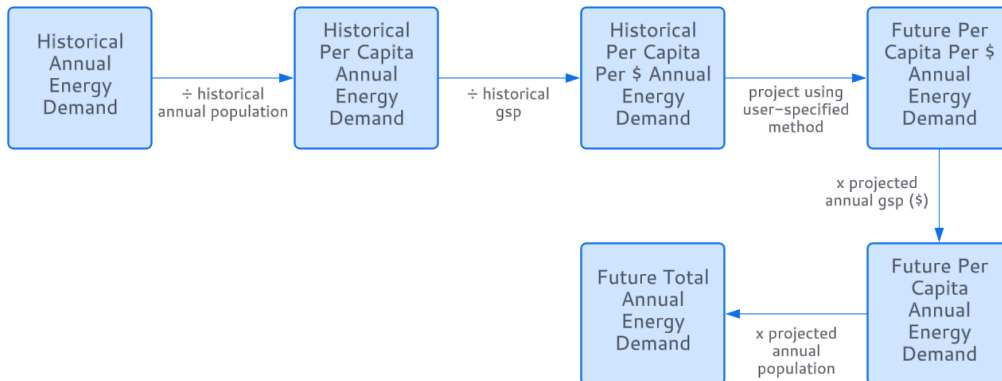 Historical
Annual
Energy
Demand
÷ historical
annual population
Historical
Per Capita
Annual
Energy
Demand
÷ historical
gsp
Historical
Per Capita
Per $ Annual
Energy
Demand
project using
user-specified
method
Future Per
Capita Per $
Annual
Energy
Demand
x projected
annual gsp ($)
Future Per
Capita
Annual
Energy
Demand
x projected
annual
population
Future Total
Annual
Energy
Demand